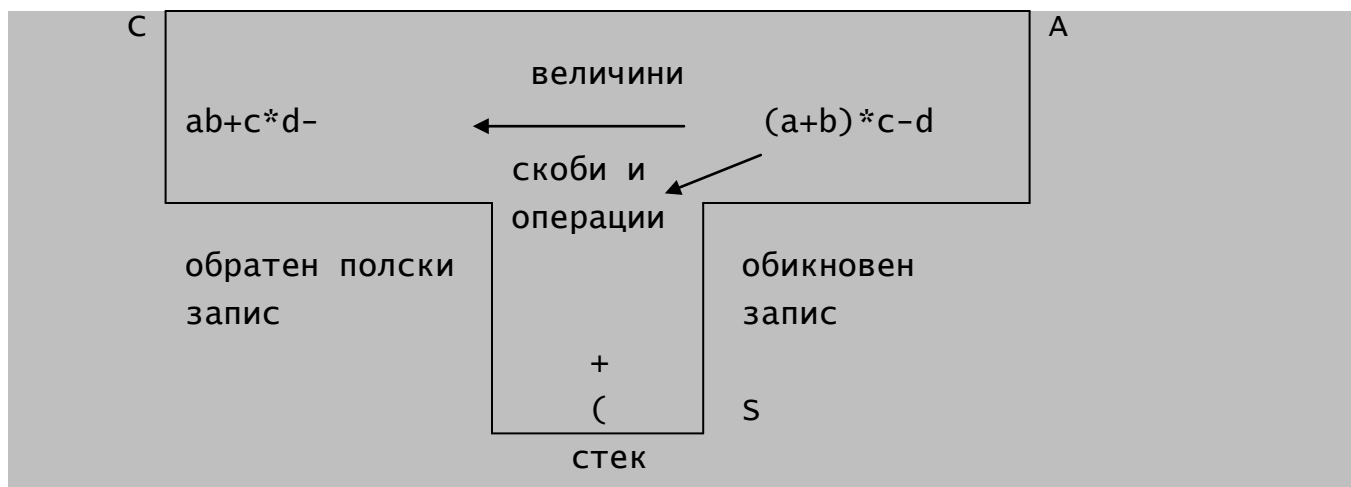 С А
величини
ab+c*d- (a+b)*c-d
скоби и
операции
обратен полски обикновен
запис запис
+
( S
стек